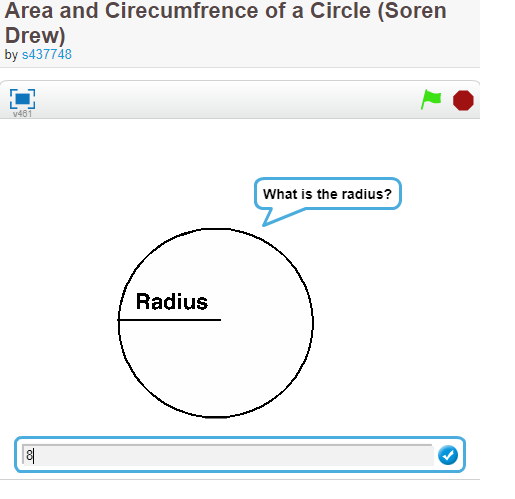 Area and Cirecumfrence of a Circle (Soren
Drew)
by s437748
v461
What is the radius?
Radius
8